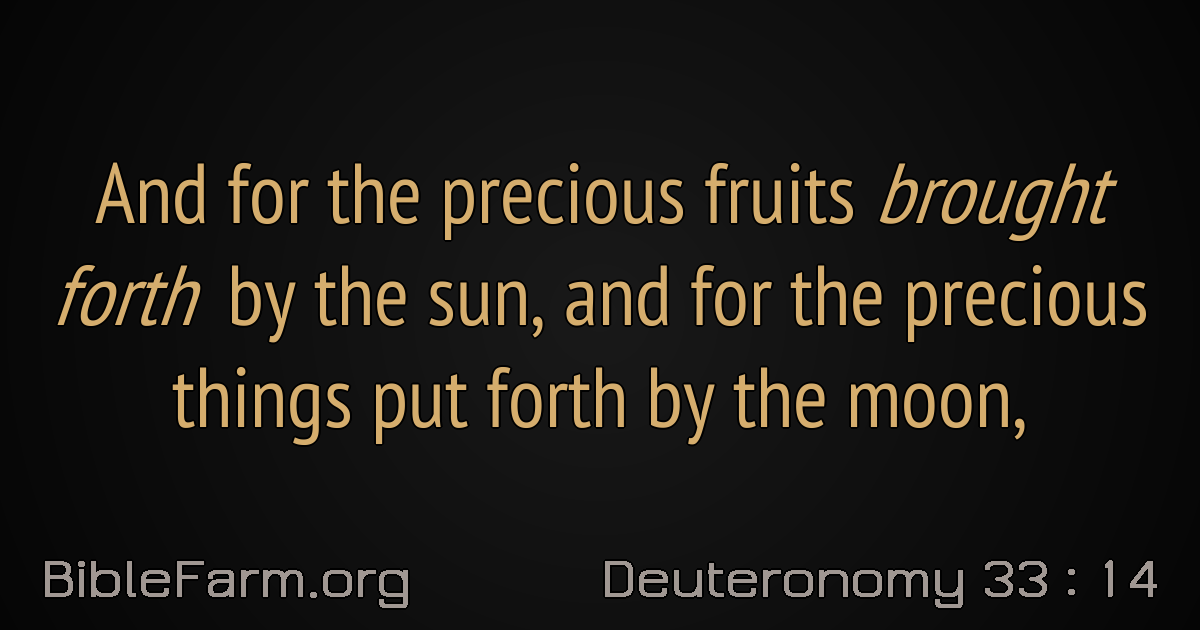 And for the precious fruits brought
forth by the sun, and for the precious
things put forth by the moon,
BibleFarm.org
Deuteronomy 33 : 14